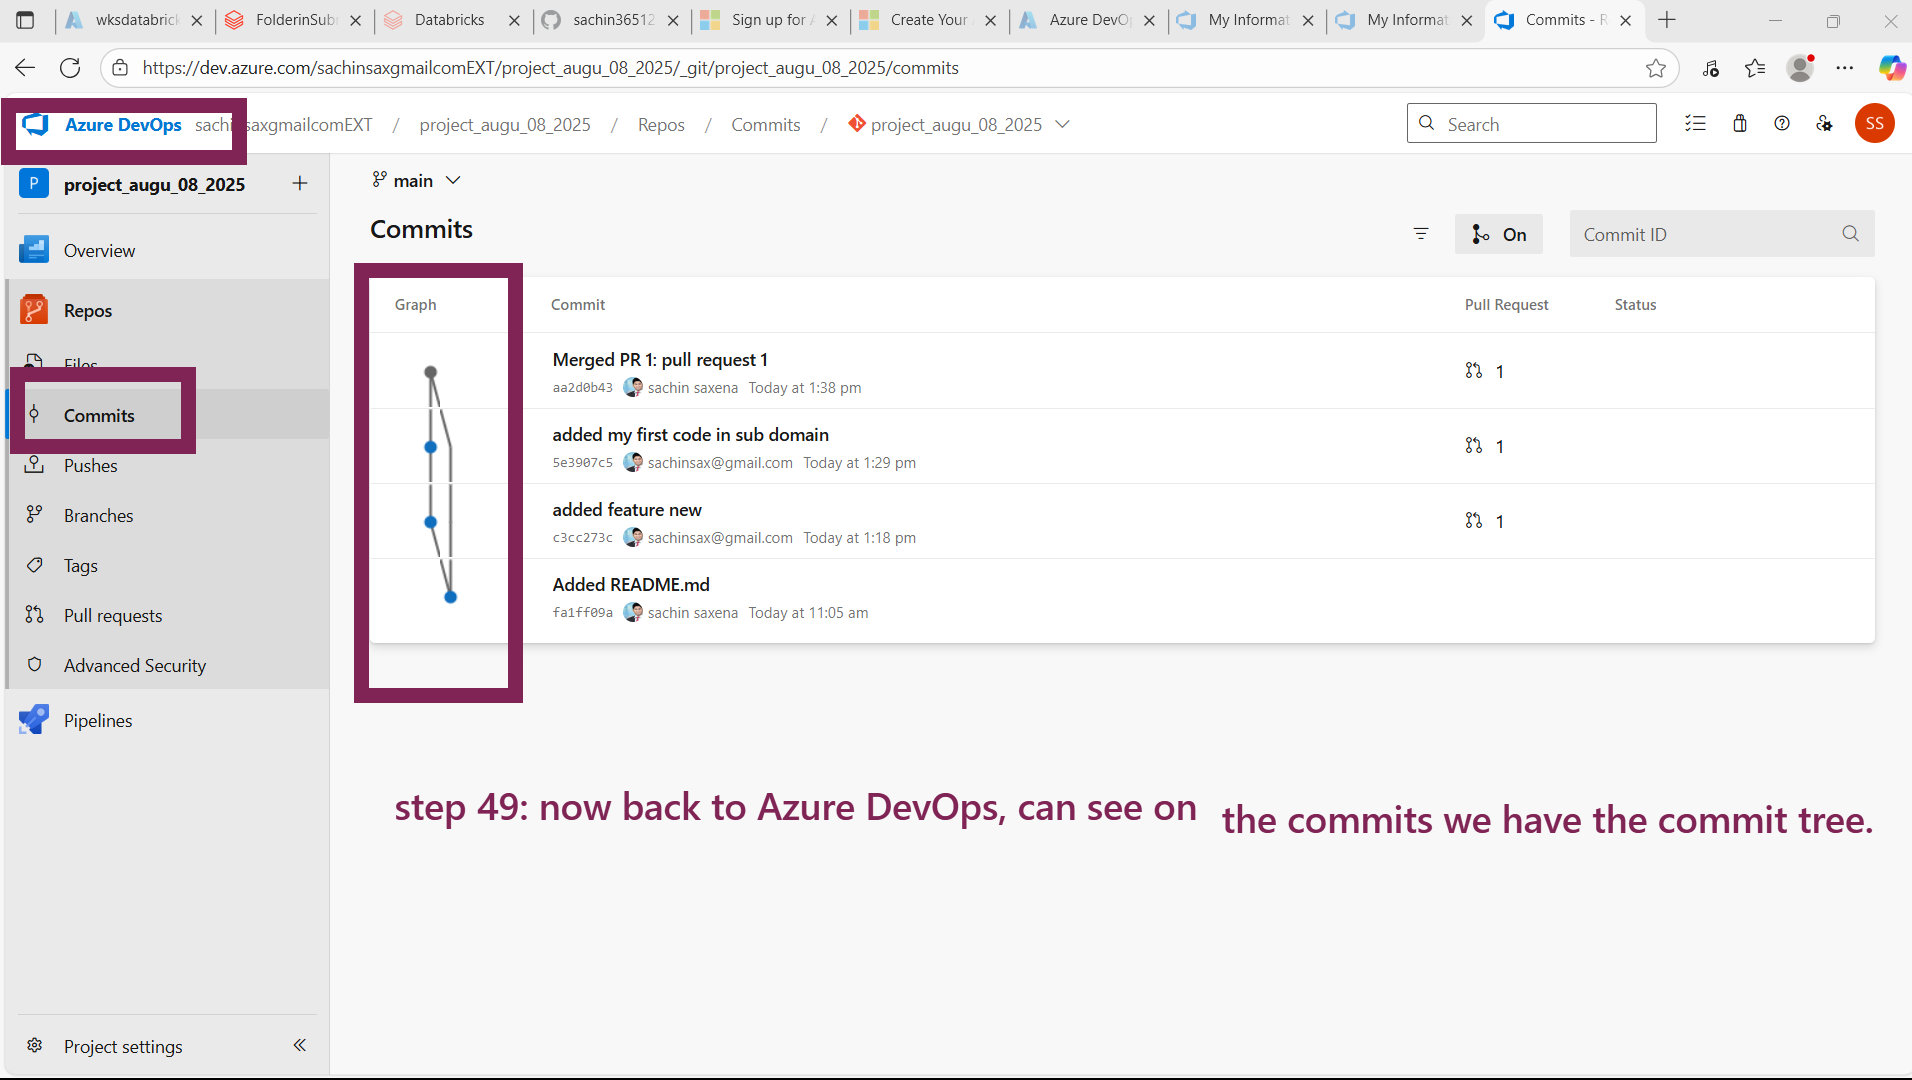 wksdatabrick
FolderinSub
Databricks
sachin36512
Sign up for A
Create Your
Azure DevO
My Informat
My Informat
Commits - R
https://dev.azure.com/sachinsaxgmailcomEXT/project_augu_08_2025/_git/project_augu_08_2025/commits
Azure DevOps sachinsaxgmailcomEXT / project_augu_08_2025 / Repos / Commits / project_augu_08_2025
Search
SS
P project_augu_08_2025
main
Overview
Commits
On
Commit ID
Repos
Graph Commit Pull Request Status
Files
Merged PR 1: pull request 1
aa2d0b43 sachin saxena Today at 1:38 pm
1
Commits
added my first code in sub domain
5e3907c5 sachinsax@gmail.com Today at 1:29 pm
1
Pushes
Branches
added feature new
c3cc273c sachinsax@gmail.com Today at 1:18 pm
1
Tags
Added README.md
fa1ff09a sachin saxena Today at 11:05 am
Pull requests
Advanced Security
Pipelines
step 49: now back to Azure DevOps, can see on the commits we have the commit tree.
Project settings